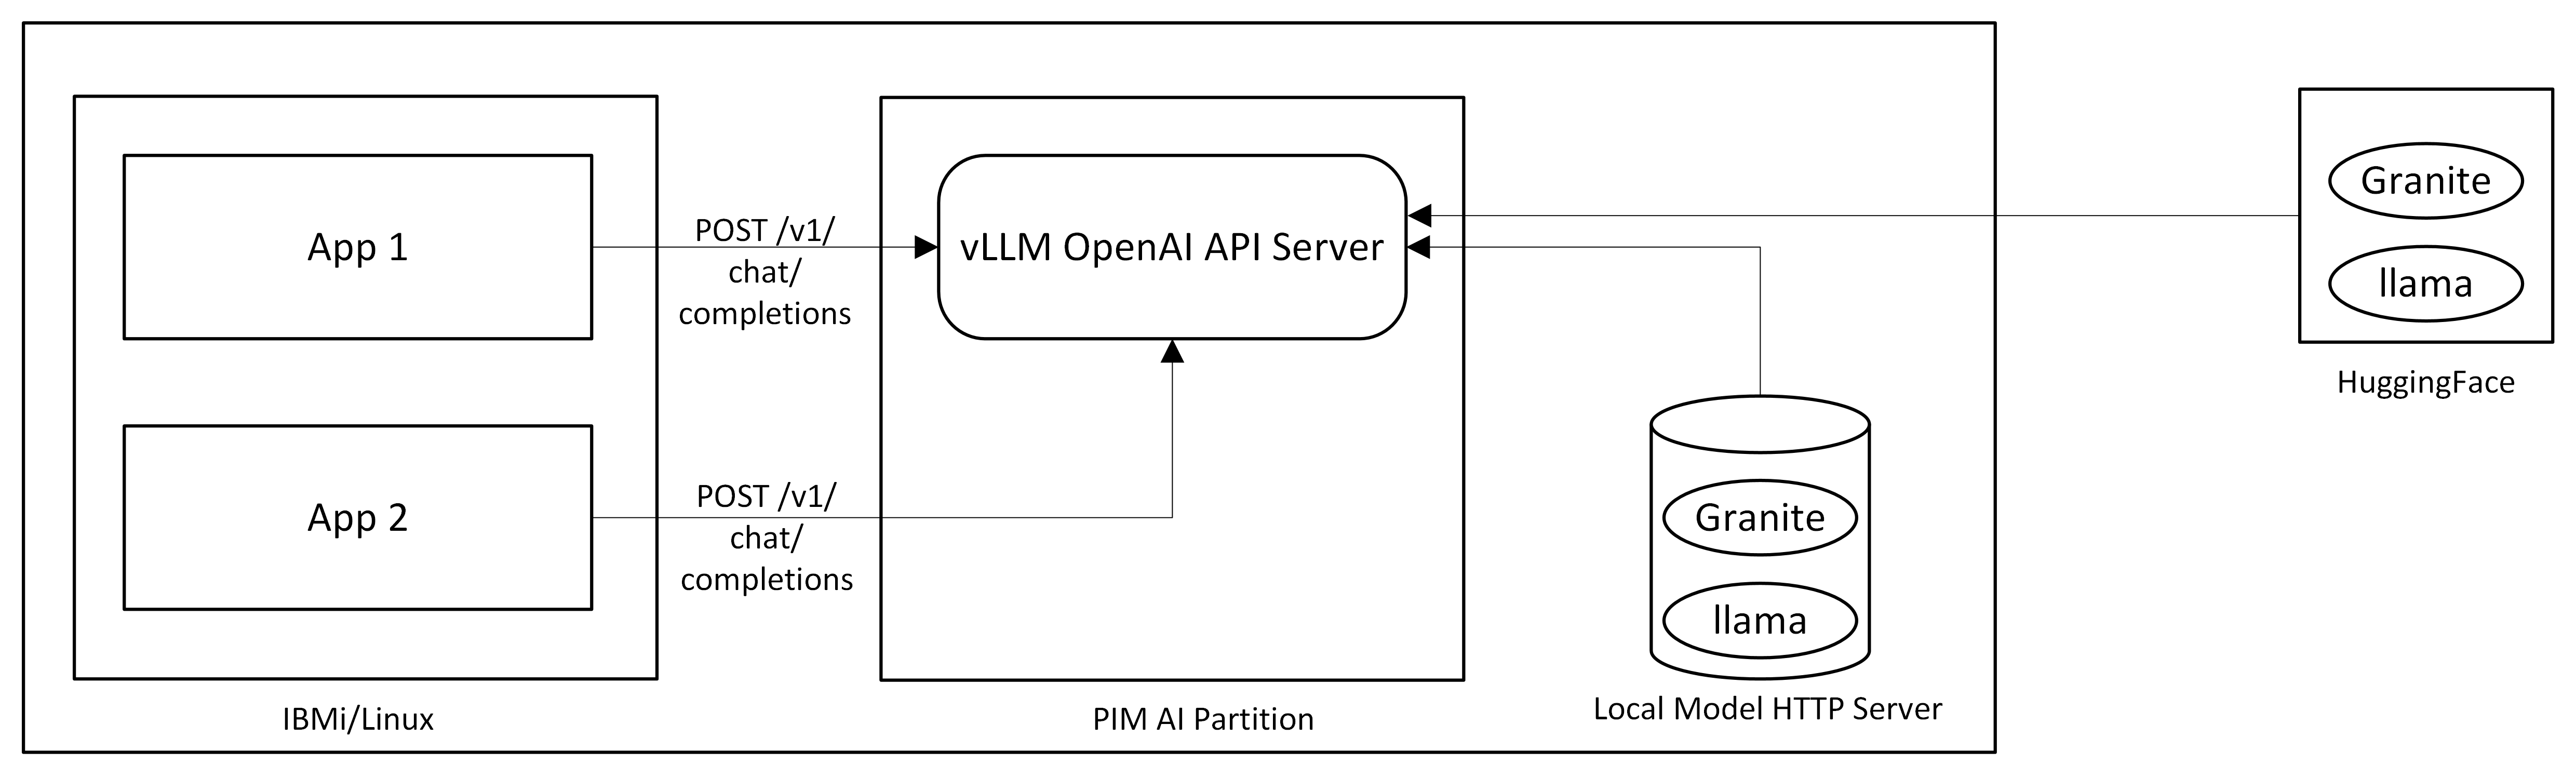 App 1
POST /v1/
chat/
completions
vLLM OpenAI API Server
App 2
POST /v1/
chat/
completions
IBMi/Linux
PIM AI Partition
Granite
llama
Local Model HTTP Server
Granite
llama
HuggingFace